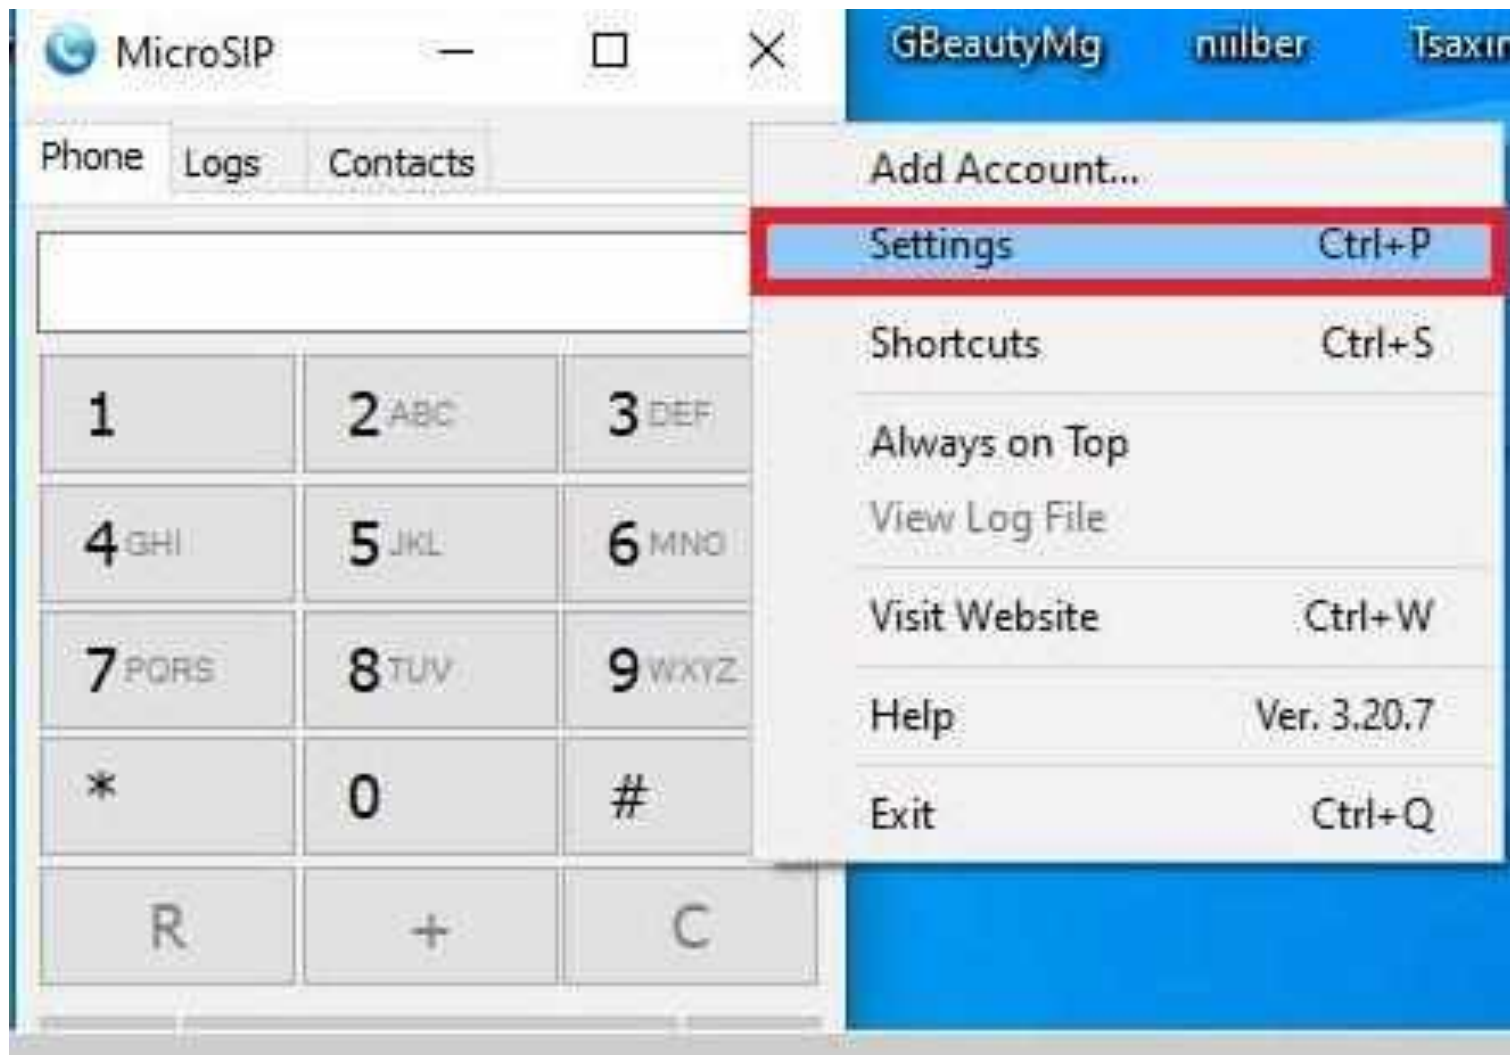 MicroSIP
GBeautyMg niilber
Phone Logs Contacts
Add Account...
Settings Ctrl+P
Shortcuts Ctrl+S
Always on Top
View Log File
Visit Website Ctrl+W
Help Ver. 3.20.7
Exit Ctrl+Q
1 2 ABC 3 DEF
4 GHI 5 JKL 6 MNO
7 PQRS 8 TUV 9 WXYZ
* 0 #
R + C